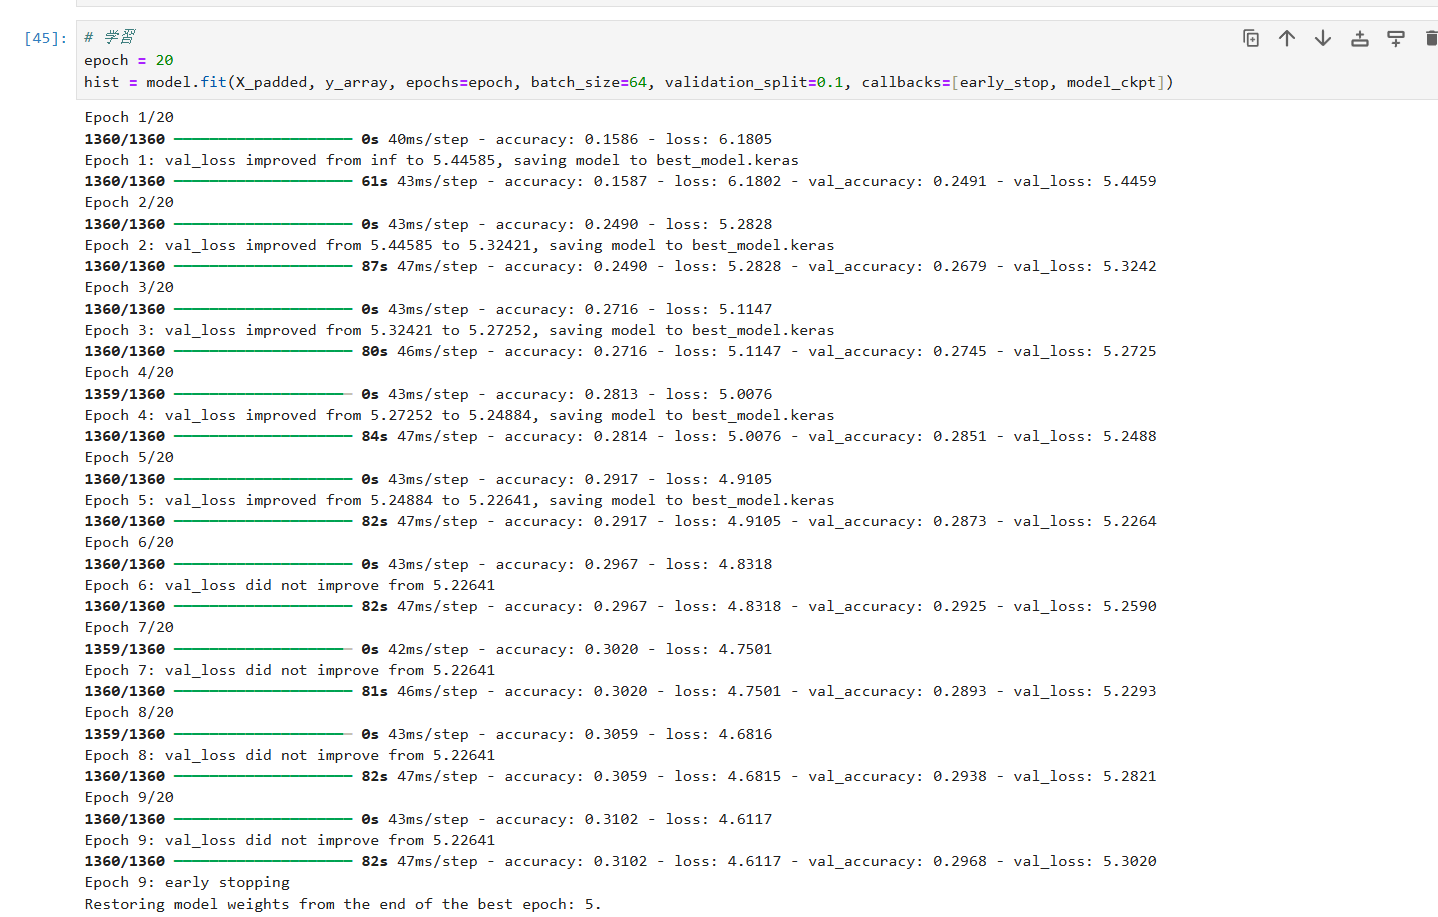 [45]: # 学習
epoch = 20
hist = model.fit(X_padded, y_array, epochs=epoch, batch_size=64, validation_split=0.1, callbacks=[early_stop, model_ckpt])
Epoch 1/20
1360/1360 0s 40ms/step - accuracy: 0.1586 - loss: 6.1805
Epoch 1: val_loss improved from inf to 5.44585, saving model to best_model.keras
1360/1360 61s 43ms/step - accuracy: 0.1587 - loss: 6.1802 - val_accuracy: 0.2491 - val_loss: 5.4459
Epoch 2/20
1360/1360 0s 43ms/step - accuracy: 0.2490 - loss: 5.2828
Epoch 2: val_loss improved from 5.44585 to 5.32421, saving model to best_model.keras
1360/1360 87s 47ms/step - accuracy: 0.2490 - loss: 5.2828 - val_accuracy: 0.2679 - val_loss: 5.3242
Epoch 3/20
1360/1360 0s 43ms/step - accuracy: 0.2716 - loss: 5.1147
Epoch 3: val_loss improved from 5.32421 to 5.27252, saving model to best_model.keras
1360/1360 80s 46ms/step - accuracy: 0.2716 - loss: 5.1147 - val_accuracy: 0.2745 - val_loss: 5.2725
Epoch 4/20
1359/1360 0s 43ms/step - accuracy: 0.2813 - loss: 5.0076
Epoch 4: val_loss improved from 5.27252 to 5.24884, saving model to best_model.keras
1360/1360 84s 47ms/step - accuracy: 0.2814 - loss: 5.0076 - val_accuracy: 0.2851 - val_loss: 5.2488
Epoch 5/20
1360/1360 0s 43ms/step - accuracy: 0.2917 - loss: 4.9105
Epoch 5: val_loss improved from 5.24884 to 5.22641, saving model to best_model.keras
1360/1360 82s 47ms/step - accuracy: 0.2917 - loss: 4.9105 - val_accuracy: 0.2873 - val_loss: 5.2264
Epoch 6/20
1360/1360 0s 43ms/step - accuracy: 0.2967 - loss: 4.8318
Epoch 6: val_loss did not improve from 5.22641
1360/1360 82s 47ms/step - accuracy: 0.2967 - loss: 4.8318 - val_accuracy: 0.2925 - val_loss: 5.2590
Epoch 7/20
1359/1360 0s 42ms/step - accuracy: 0.3020 - loss: 4.7501
Epoch 7: val_loss did not improve from 5.22641
1360/1360 81s 46ms/step - accuracy: 0.3020 - loss: 4.7501 - val_accuracy: 0.2893 - val_loss: 5.2293
Epoch 8/20
1359/1360 0s 43ms/step - accuracy: 0.3059 - loss: 4.6816
Epoch 8: val_loss did not improve from 5.22641
1360/1360 82s 47ms/step - accuracy: 0.3059 - loss: 4.6815 - val_accuracy: 0.2938 - val_loss: 5.2821
Epoch 9/20
1360/1360 0s 43ms/step - accuracy: 0.3102 - loss: 4.6117
Epoch 9: val_loss did not improve from 5.22641
1360/1360 82s 47ms/step - accuracy: 0.3102 - loss: 4.6117 - val_accuracy: 0.2968 - val_loss: 5.3020
Epoch 9: early stopping
Restoring model weights from the end of the best epoch: 5.